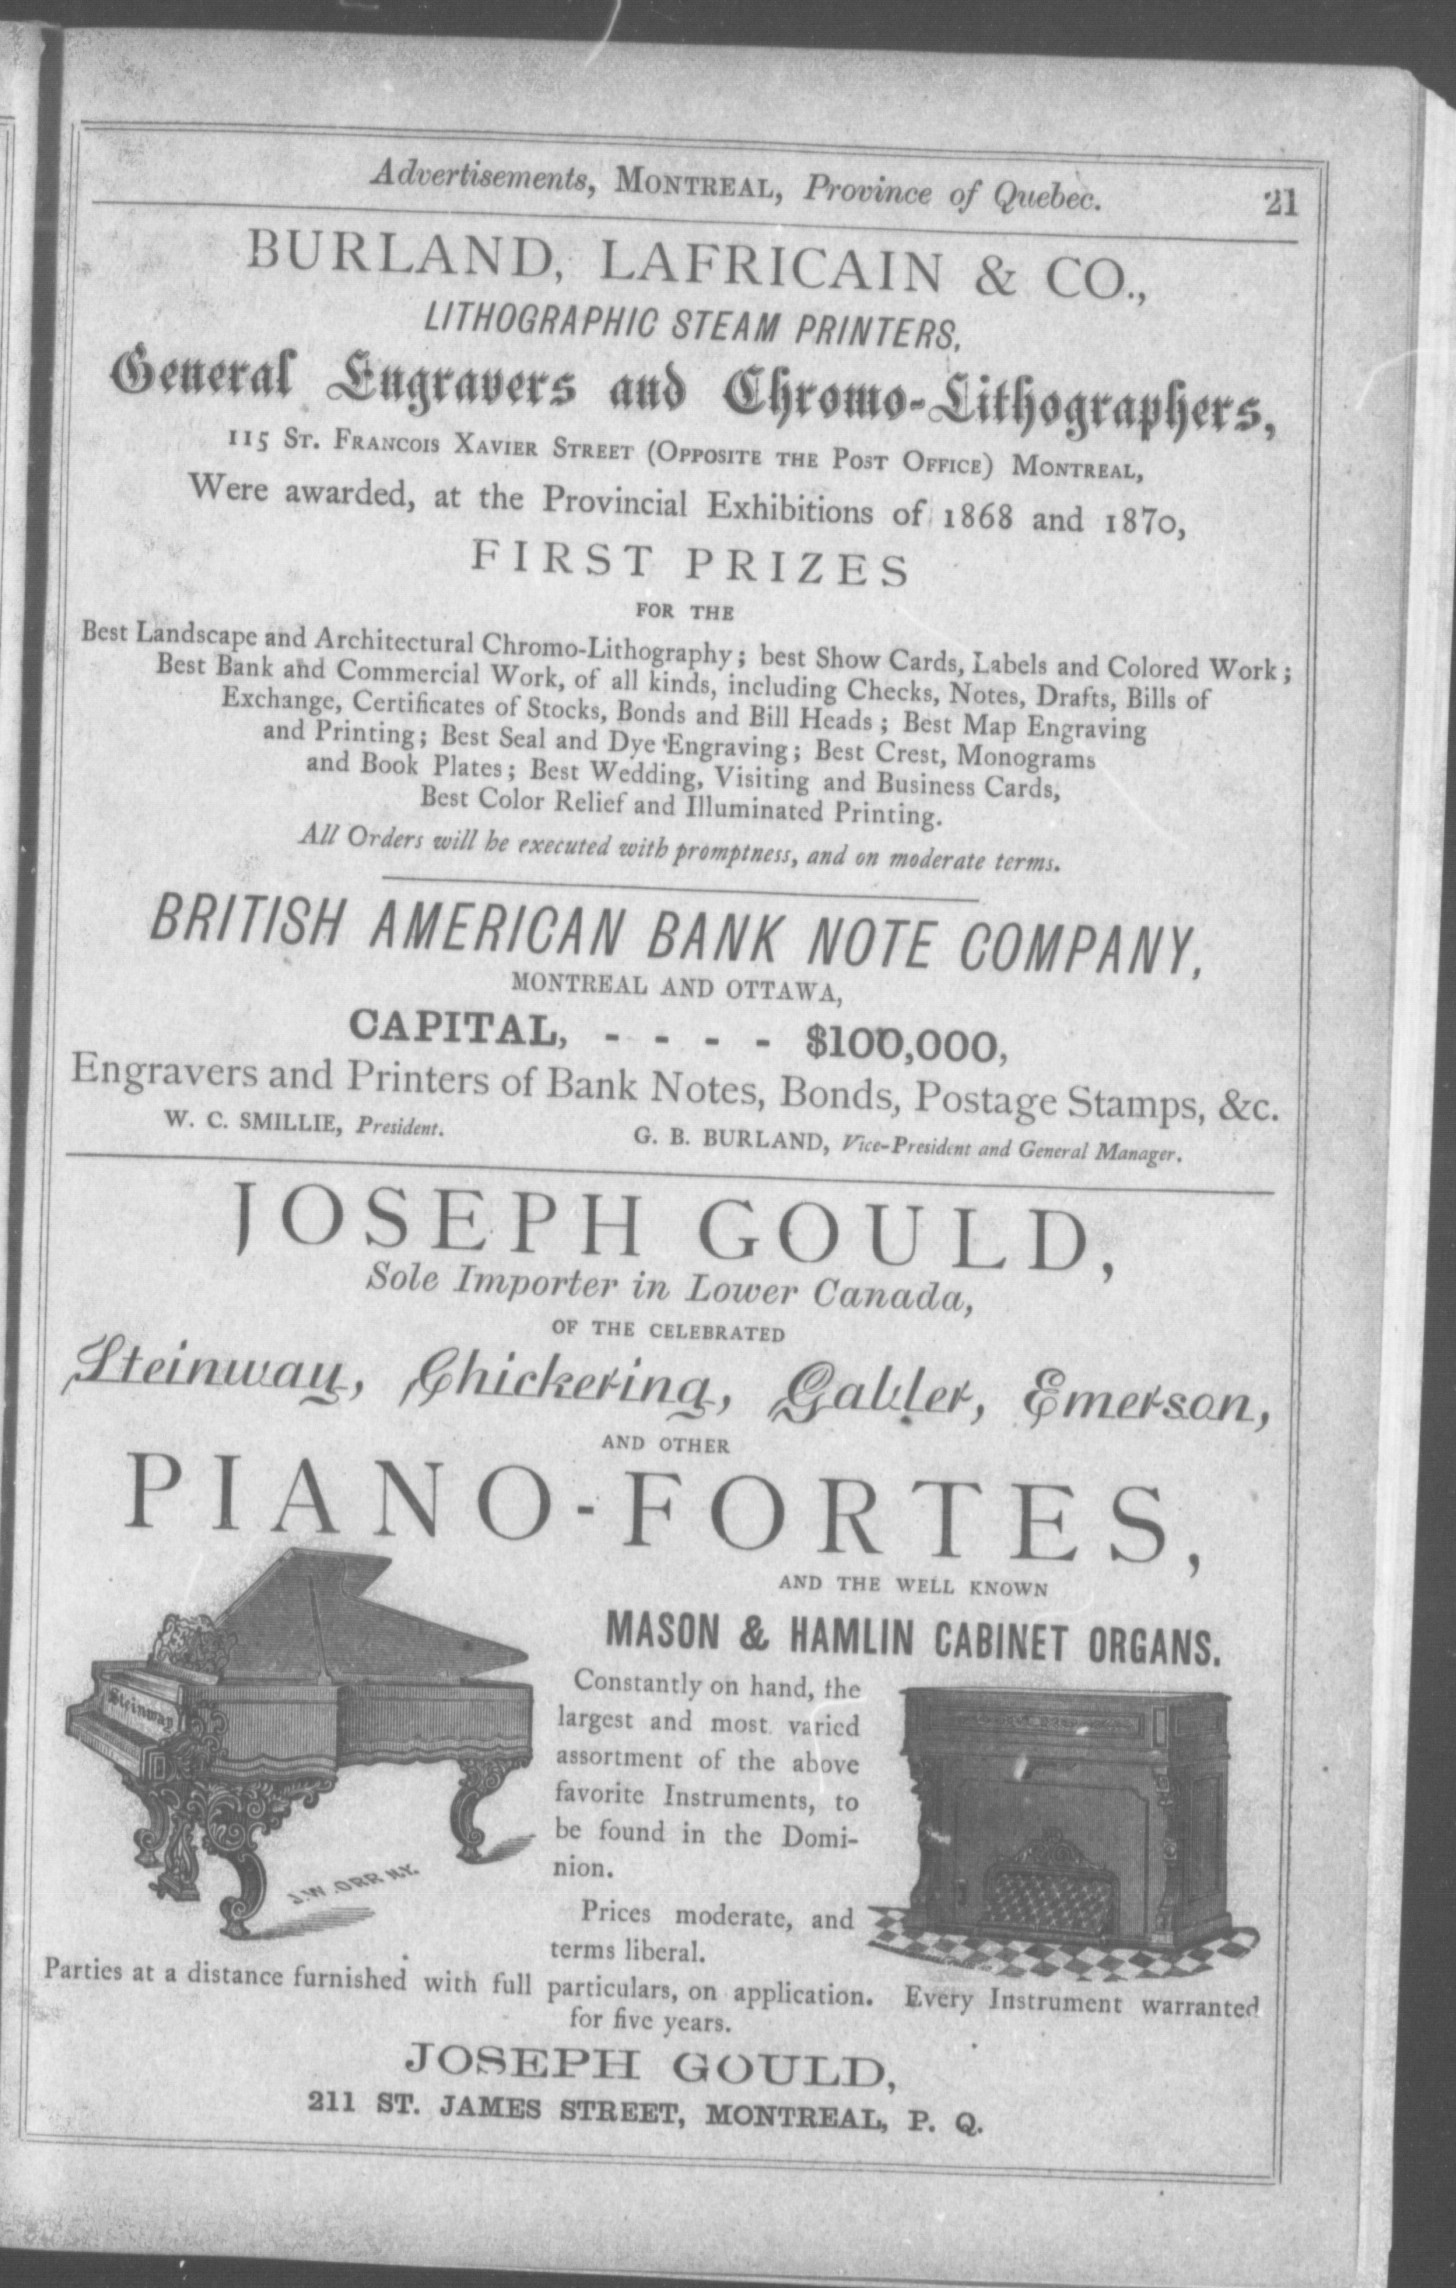 Advertisements, MONTREAL, Province of Quebec. 21
BURLAND, LAFRICAIN & CO.,
LITHOGRAPHIC STEAM PRINTERS,
General Engravers and Chromo-Lithographers,
115 ST. FRANCOIS XAVIER STREET (OPPOSITE THE POST OFFICE) MONTREAL,
Were awarded, at the Provincial Exhibitions of 1868 and 1870,
FIRST PRIZES
FOR THE
Best Landscape and Architectural Chromo-Lithography; best Show Cards, Labels and Colored Work;
Best Bank and Commercial Work, of all kinds, including Checks, Notes, Drafts, Bills of
Exchange, Certificates of Stocks, Bonds and Bill Heads; Best Map Engraving
and Printing; Best Seal and Dye Engraving; Best Crest, Monograms
and Book Plates; Best Wedding, Visiting and Business Cards,
Best Color Relief and Illuminated Printing.
All Orders will be executed with promptness, and on moderate terms.
BRITISH AMERICAN BANK NOTE COMPANY,
MONTREAL AND OTTAWA,
CAPITAL, - - - - $100,000,
Engravers and Printers of Bank Notes, Bonds, Postage Stamps, &c.
W. C. SMILLIE, President. G. B. BURLAND, Vice-President and General Manager.
JOSEPH GOULD,
Sole Importer in Lower Canada,
OF THE CELEBRATED
Steinway, Chickering, Gabler, Emerson,
AND OTHER
PIANO-FORTES,
AND THE WELL KNOWN
MASON & HAMLIN CABINET ORGANS.
Steinway
J.W. ORR N.Y.
Constantly on hand, the
largest and most varied
assortment of the above
favorite Instruments, to
be found in the Domi-
nion.
Prices moderate, and
terms liberal.
Parties at a distance furnished with full particulars, on application. Every Instrument warranted
for five years.
JOSEPH GOULD,
211 ST. JAMES STREET, MONTREAL, P. Q.